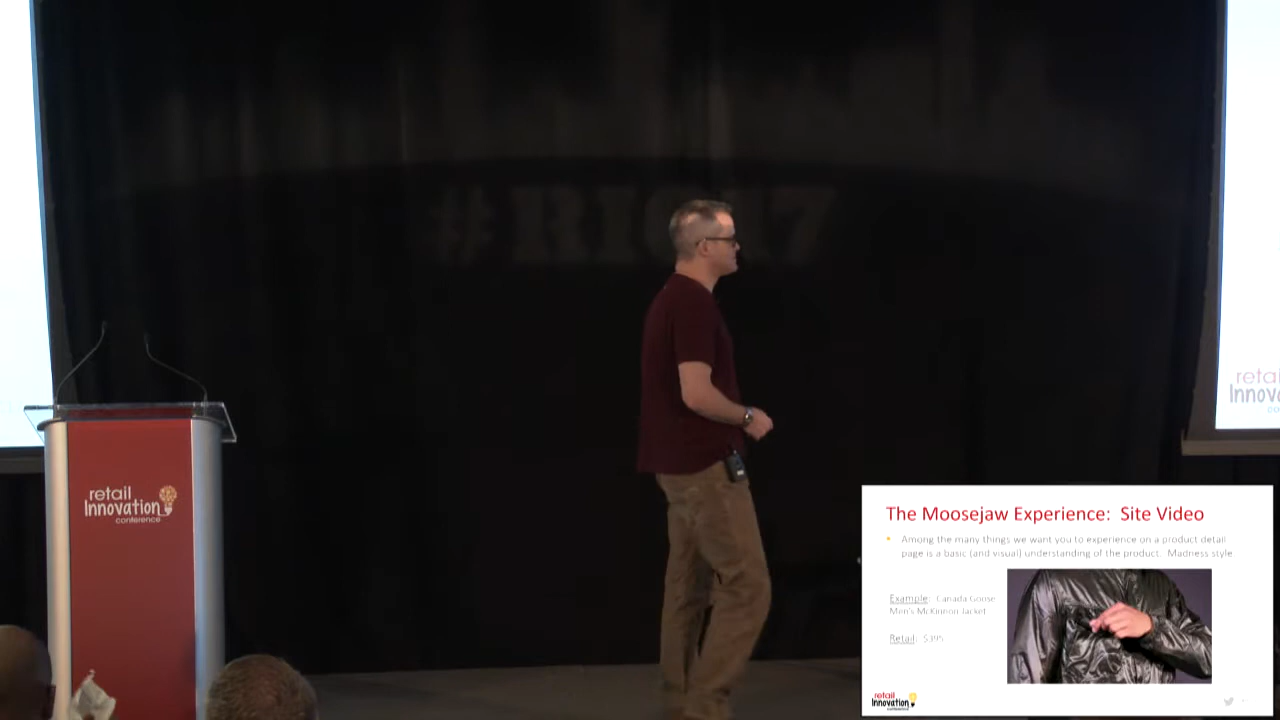 #RIC17
retail
Innovation
conference
The Moosejaw Experience: Site Video
Among the many things we want you to experience on a product detail
page is a basic (and visual) understanding of the product. Madness style
Example: Canada Goose
Men's McKinnon Jacket
Retail: $395
retail
Innovation
conference